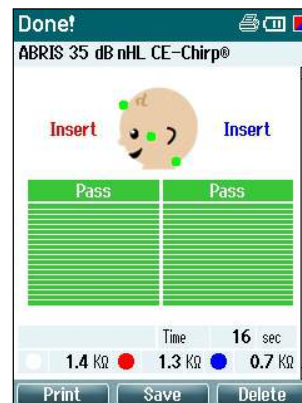 Done!
ABRIS 35 dB nHL CE-Chirp®
Insert Insert
Pass Pass
Time 16 sec
1.4 KΩ 1.3 KΩ 0.7 KΩ
Print Save Delete